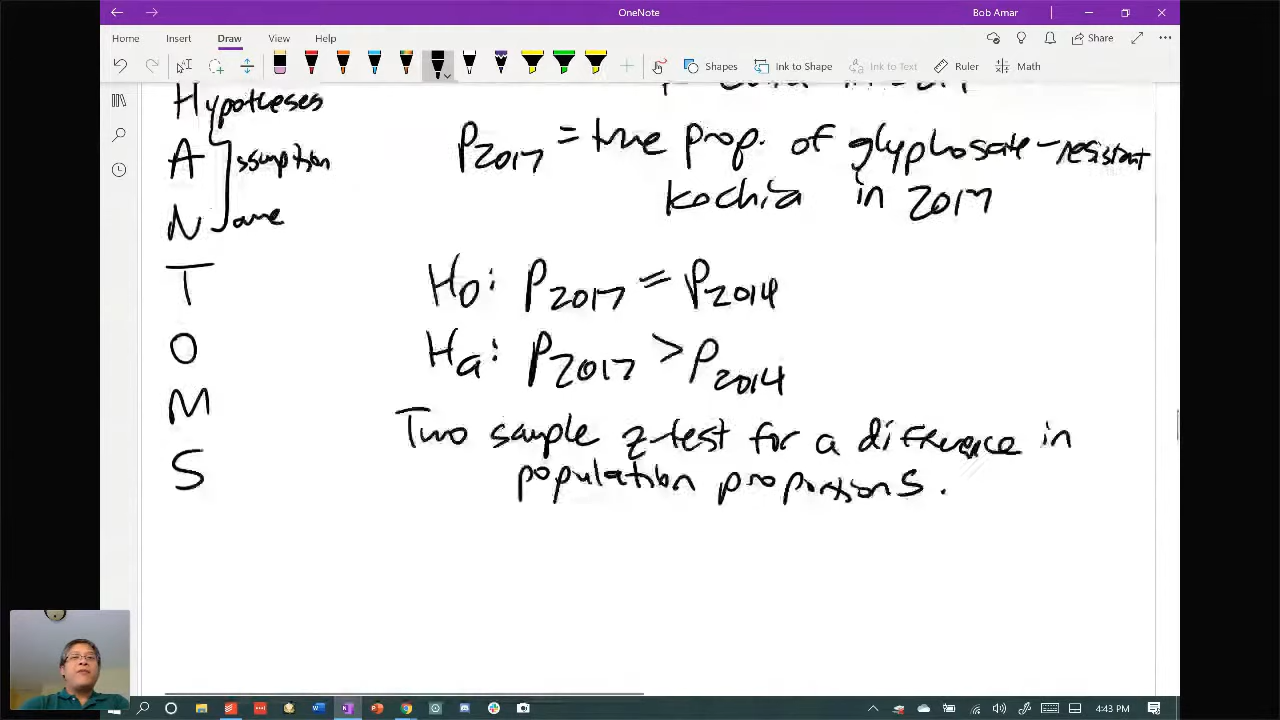 OneNote
Bob Amar
Home Insert Draw View Help
Share
Shapes Ink to Shape Ink to Text Ruler Math
Hypotheses
A ssumption
N ame
T
O
M
S
P2017 = true prop. of glyphosate-resistant
kochia in 2017
Ho: P2017 = P2014
Ha: P2017 > P2014
Two sample z-test for a difference in
population proportions.
4:43 PM